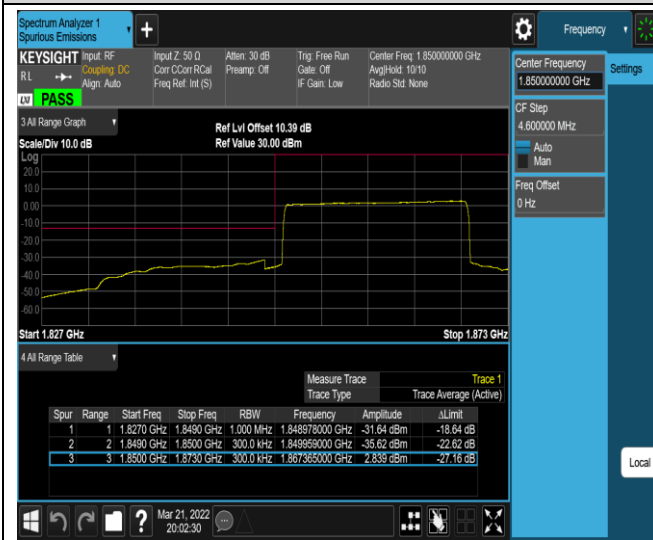 Spectrum Analyzer 1
Spurious Emissions
Frequency
KEYSIGHT
R L
LXI
PASS
Input: RF
Coupling: DC
Align: Auto
Input Z: 50 Ω
Corr CCorr RCal
Freq Ref: Int (S)
Atten: 30 dB
Preamp: Off
Trig: Free Run
Gate: Off
IF Gain: Low
Center Freq: 1.850000000 GHz
Avg|Hold: 10/10
Radio Std: None
Center Frequency
1.850000000 GHz
Settings
CF Step
4.600000 MHz
Auto
Man
Freq Offset
0 Hz
3 All Range Graph
Scale/Div 10.0 dB
Ref Lvl Offset 10.39 dB
Ref Value 30.00 dBm
Log
20.0
10.0
0.00
-10.0
-20.0
-30.0
-40.0
-50.0
-60.0
Start 1.827 GHz
Stop 1.873 GHz
4 All Range Table
Measure Trace Trace 1
Trace Type Trace Average (Active)
Spur Range Start Freq Stop Freq RBW Frequency Amplitude ΔLimit
1 1 1.8270 GHz 1.8490 GHz 1.000 MHz 1.848978000 GHz -31.64 dBm -18.64 dB
2 2 1.8490 GHz 1.8500 GHz 300.0 kHz 1.849959000 GHz -35.62 dBm -22.62 dB
3 3 1.8500 GHz 1.8730 GHz 300.0 kHz 1.867365000 GHz 2.839 dBm -27.16 dB
Local
?
Mar 21, 2022
20:02:30